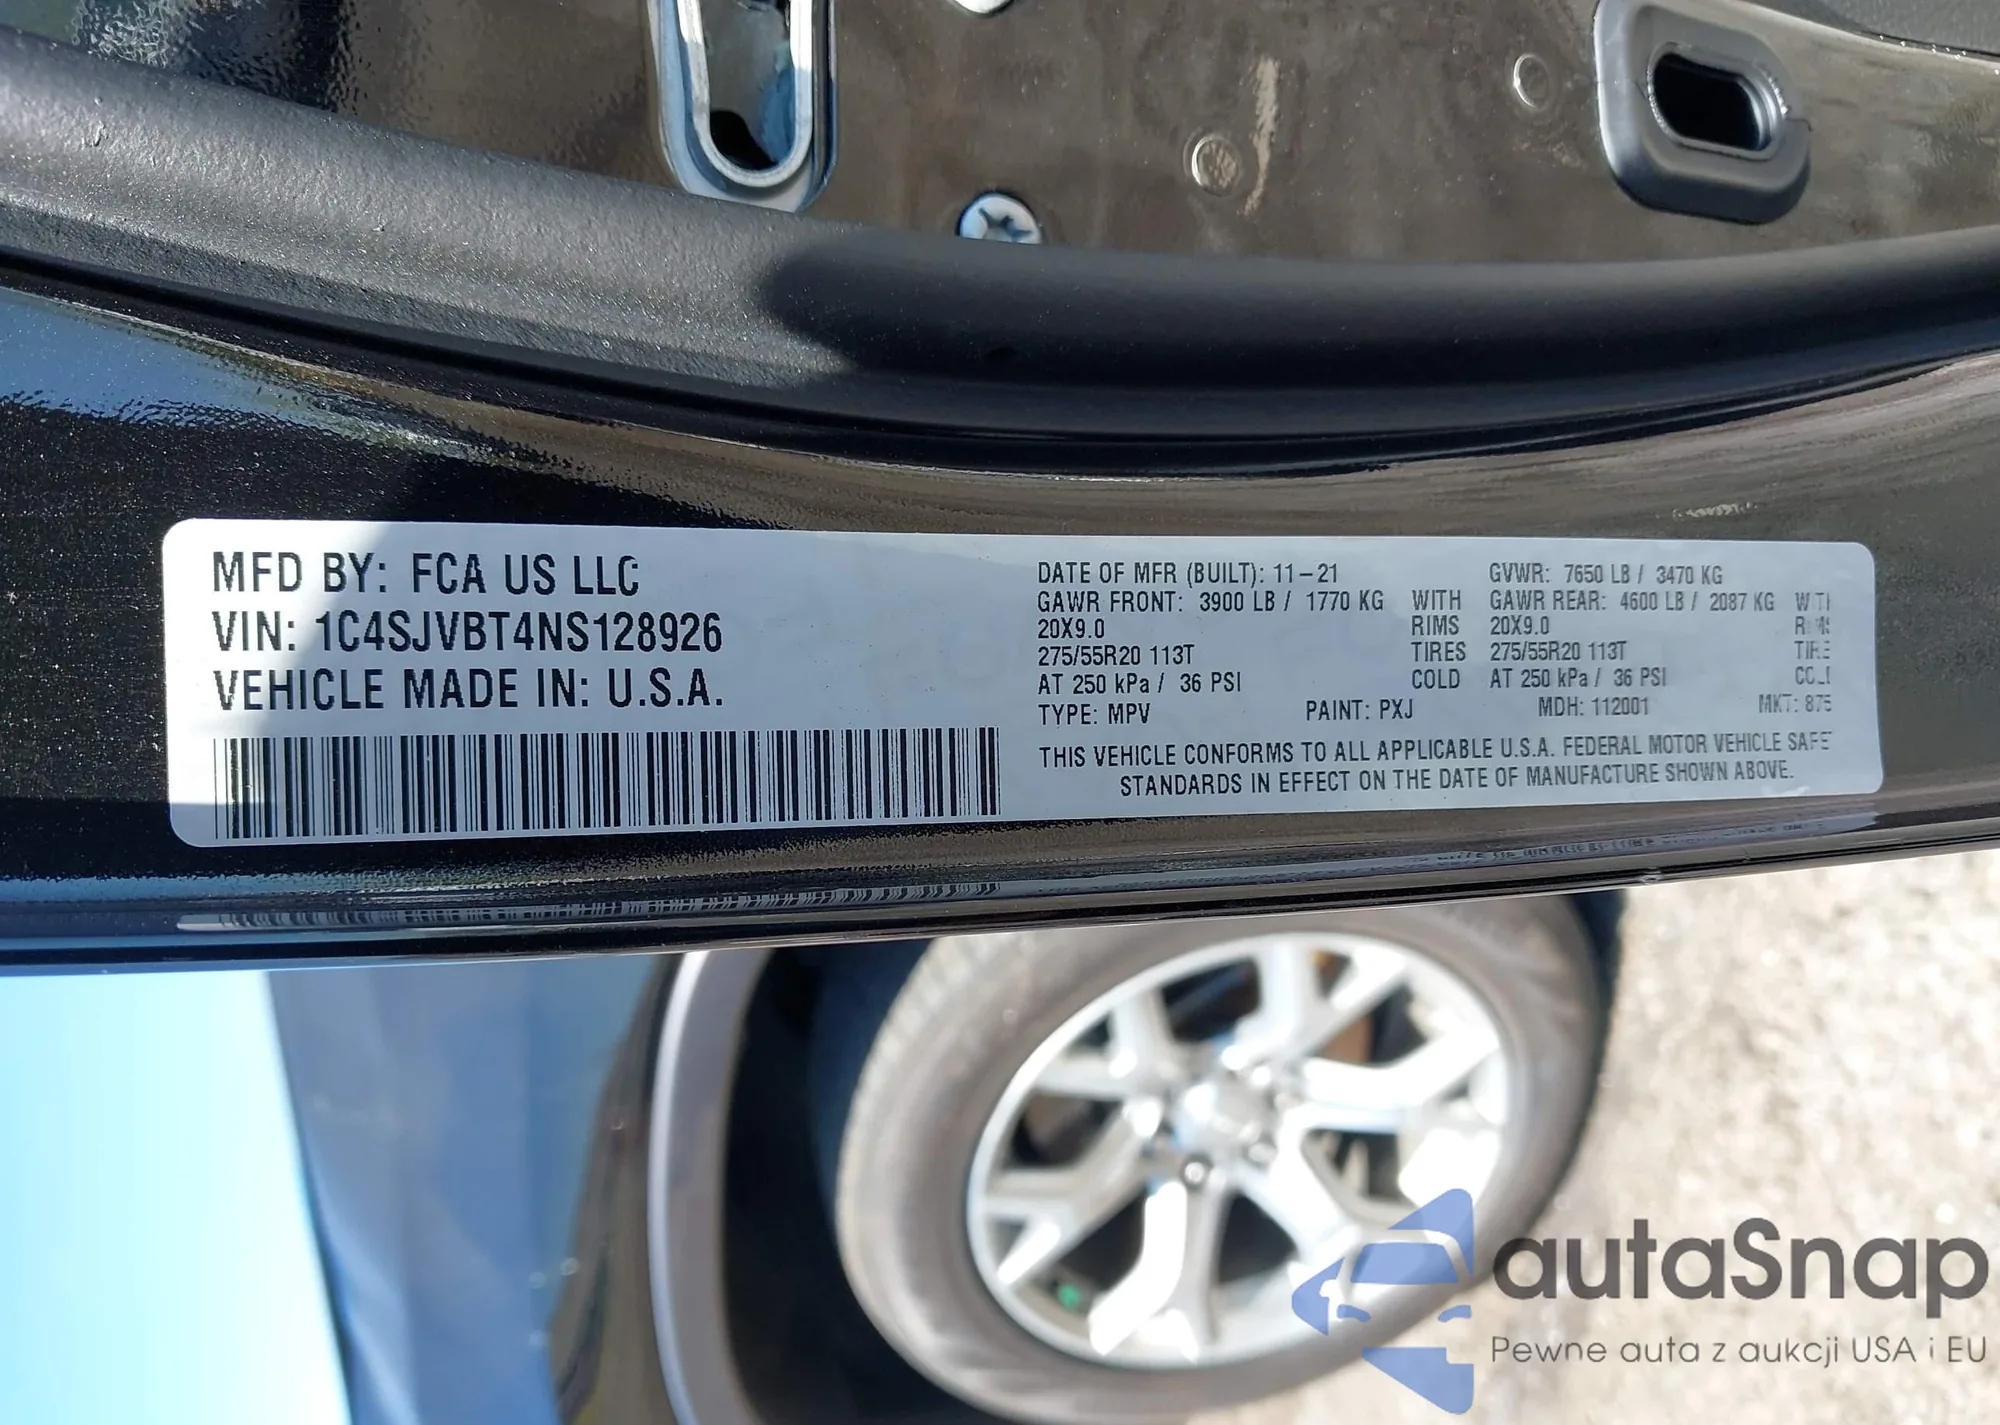 MFD BY: FCA US LLC
VIN: 1C4SJVBT4NS128926
VEHICLE MADE IN: U.S.A.
DATE OF MFR (BUILT): 11-21 GVWR: 7650 LB / 3470 KG
GAWR FRONT: 3900 LB / 1770 KG WITH GAWR REAR: 4600 LB / 2087 KG
20X9.0 RIMS 20X9.0
275/55R20 113T TIRES 275/55R20 113T
AT 250 kPa / 36 PSI COLD AT 250 kPa / 36 PSI
TYPE: MPV PAINT: PXJ MDH: 112001 MKT:
THIS VEHICLE CONFORMS TO ALL APPLICABLE U.S.A. FEDERAL MOTOR VEHICLE
STANDARDS IN EFFECT ON THE DATE OF MANUFACTURE SHOWN ABOVE.
autaSnap
Pewne auta z aukcji USA i EU